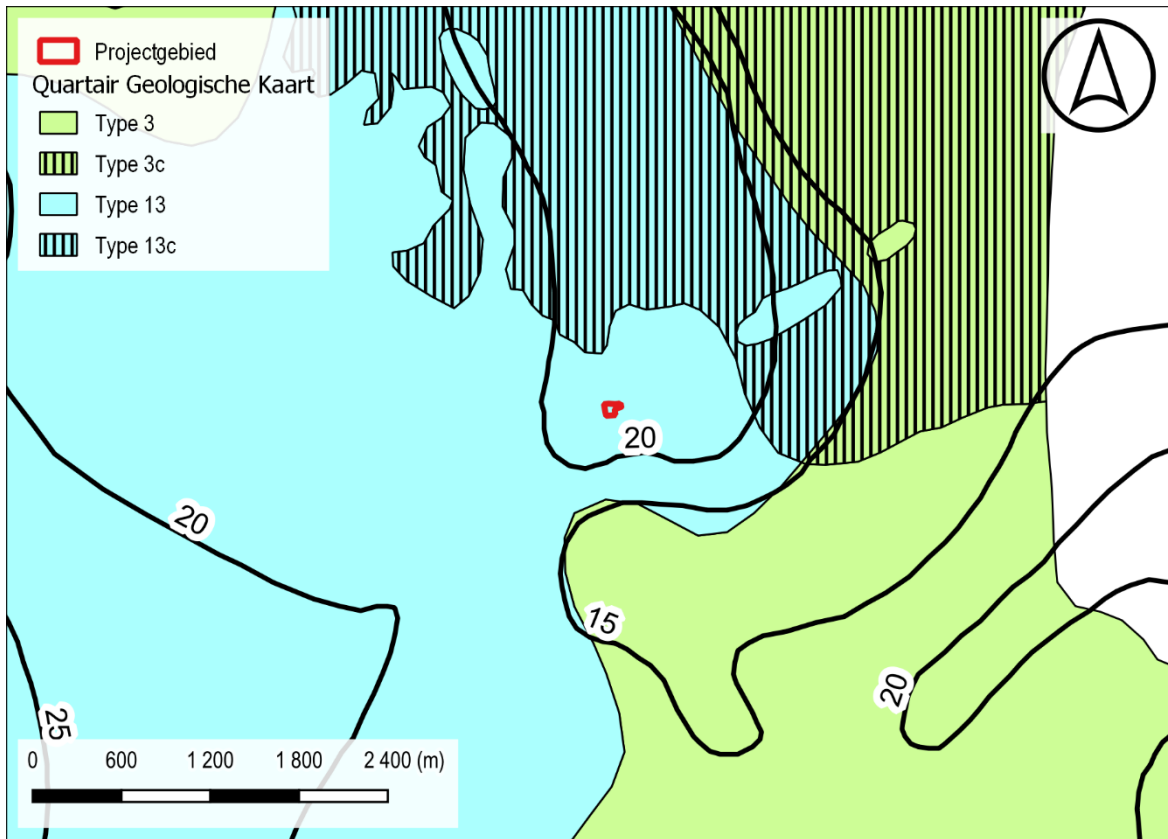 Projectgebied
Quartair Geologische Kaart
Type 3
Type 3c
Type 13
Type 13c
20
20
15
20
25
0 600 1 200 1 800 2 400 (m)